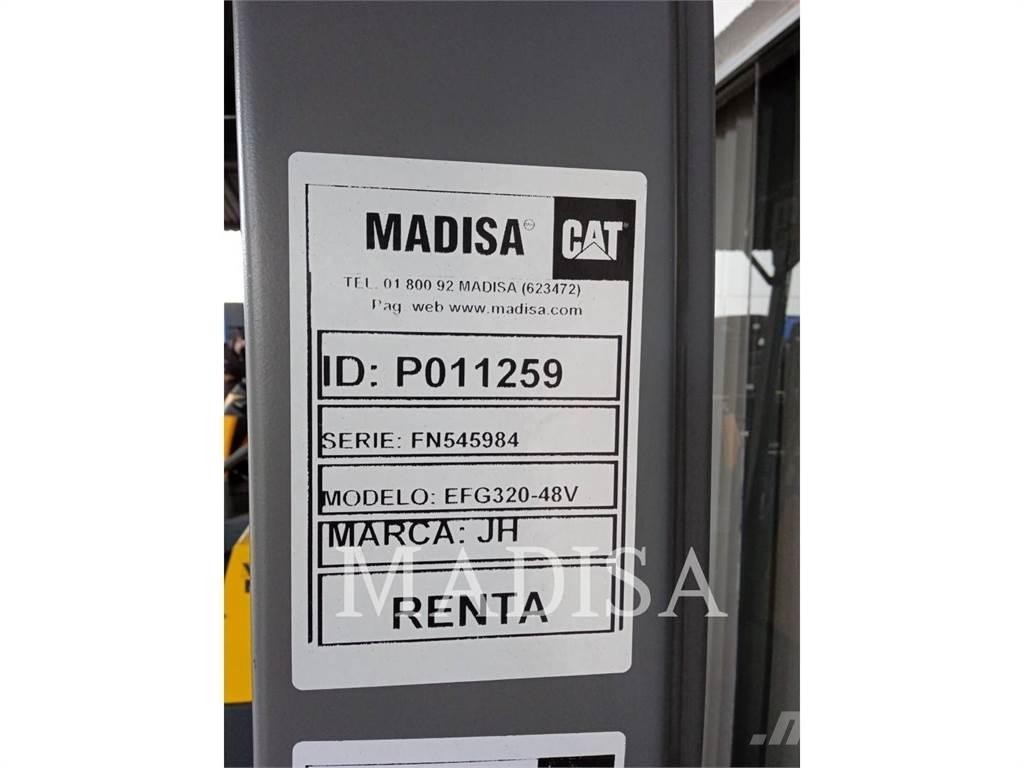 MADISA CAT
TEL. 01 800 92 MADISA (623472)
Pag. web www.madisa.com
ID: P011259
SERIE: FN545984
MODELO: EFG320-48V
MARCA: JH
MADISA
RENTA